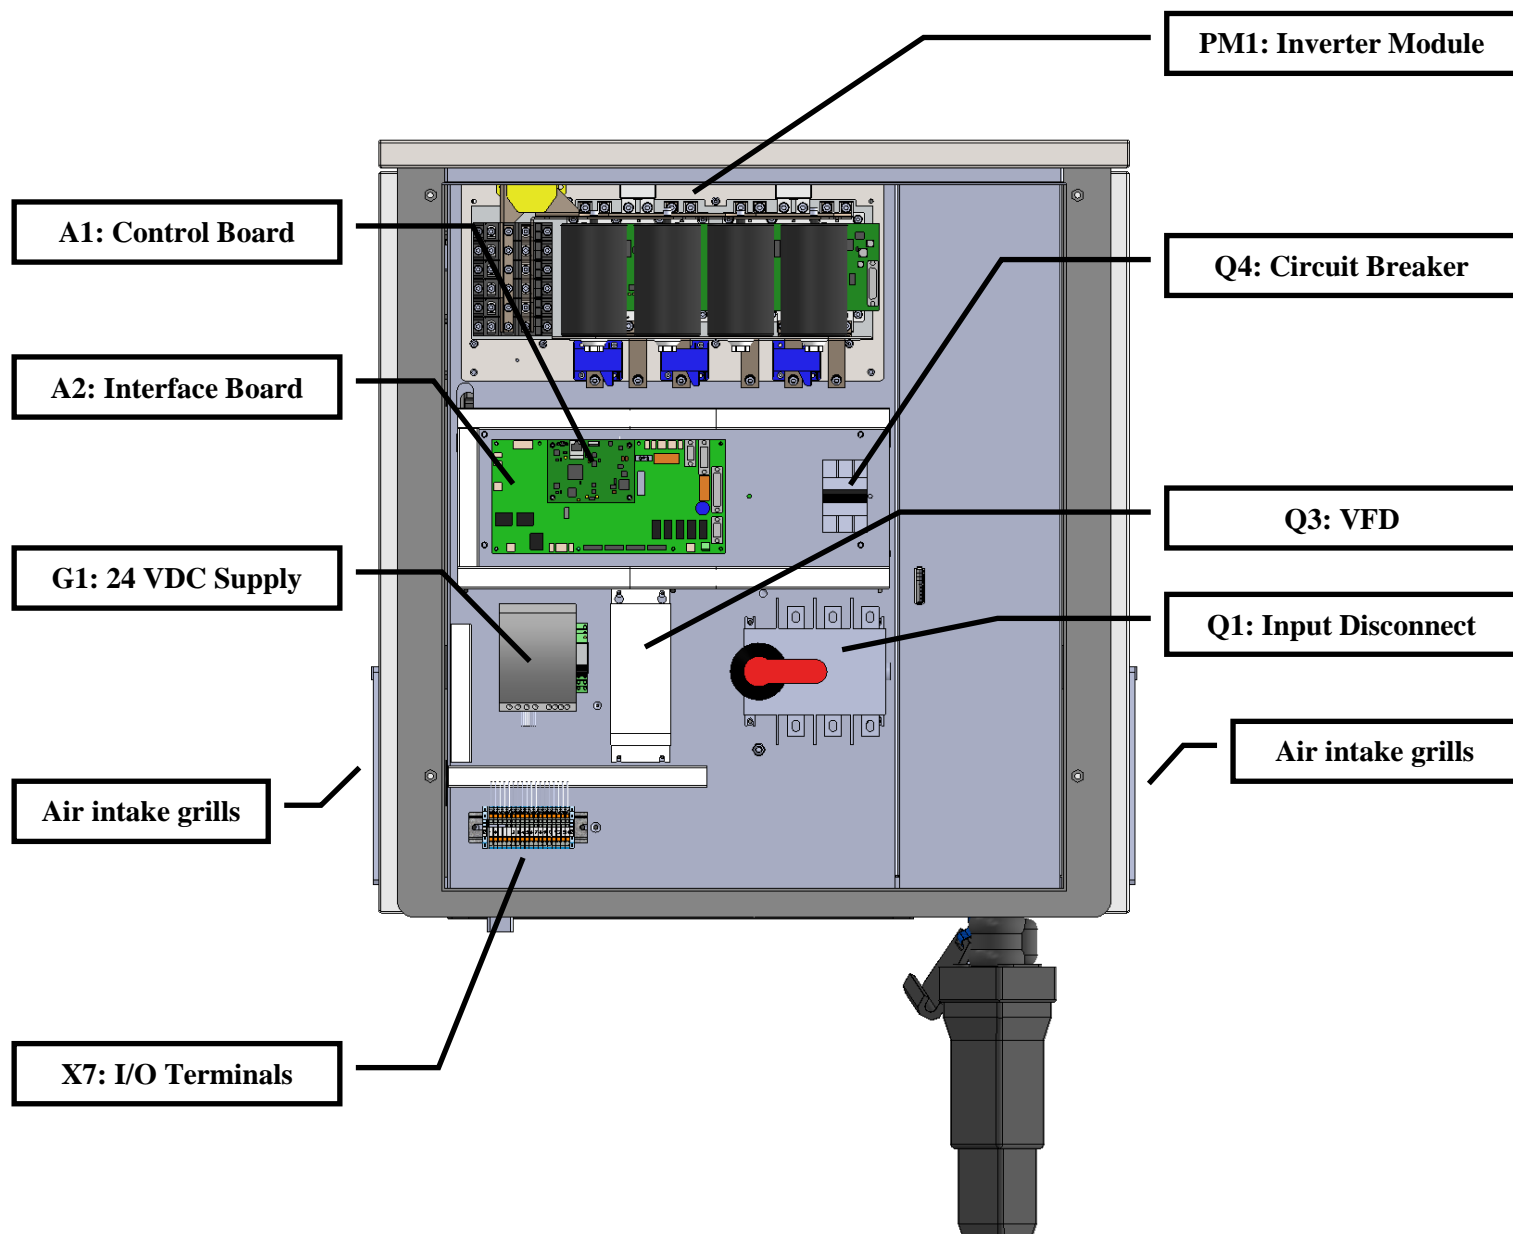 PM1: Inverter Module
A1: Control Board
Q4: Circuit Breaker
A2: Interface Board
Q3: VFD
G1: 24 VDC Supply
Q1: Input Disconnect
Air intake grills
Air intake grills
X7: I/O Terminals